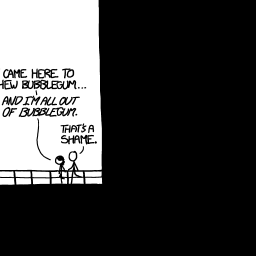 CAME HERE TO
HEW BUBBLEGUM...
AND I'M ALL OUT
OF BUBBLEGUM.
THAT'S A
SHAME.